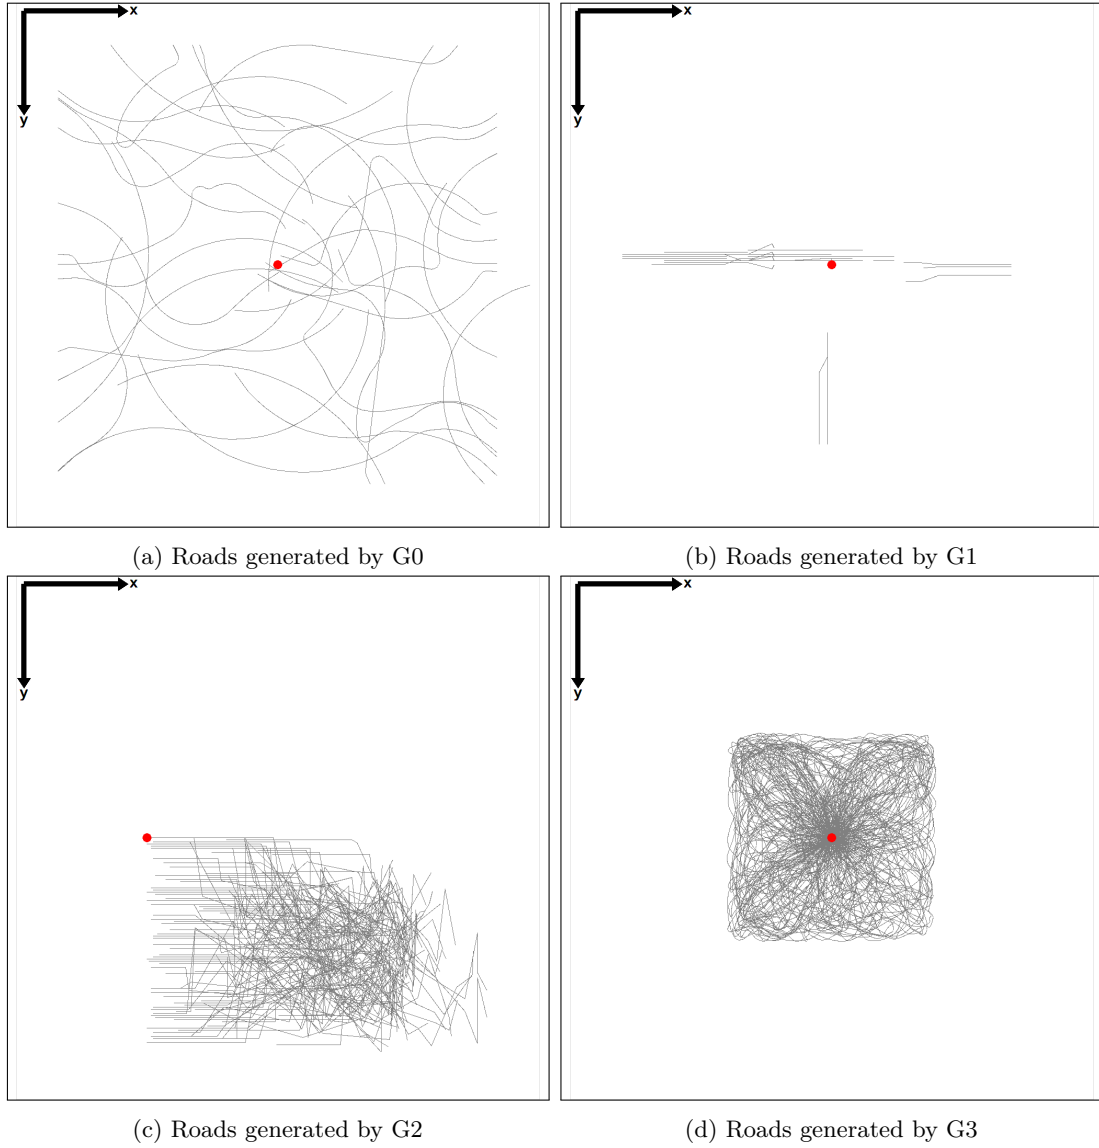 x
y
x
y
(a) Roads generated by G0
(b) Roads generated by G1
x
y
x
y
(c) Roads generated by G2
(d) Roads generated by G3